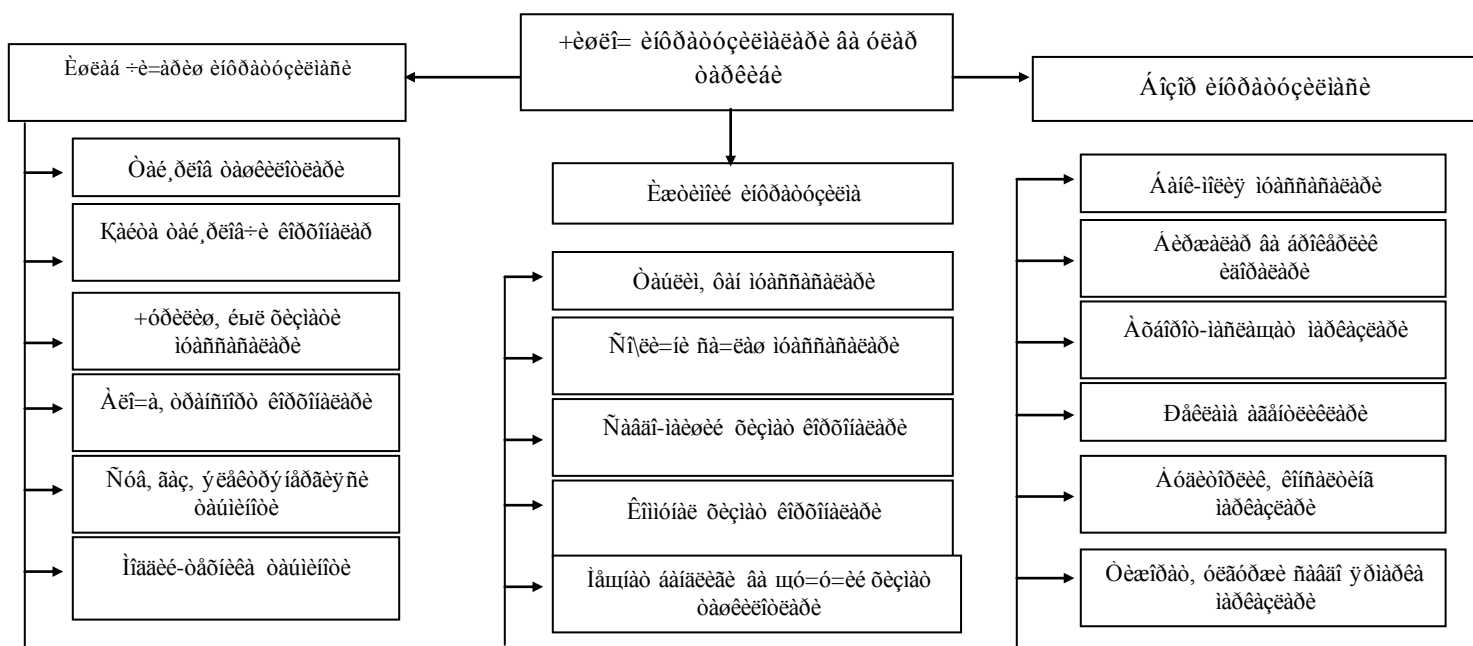 +èøëî= èíôðàòóçèëìàëàðè âà óëàð
òàðêèáè
Èøëàá ÷è=àðèø èíôðàòóçèëìàñè
Áîçîð èíôðàòóçèëìàñè
Èæòèìîèé èíôðàòóçèëìà
Òàé¸ðëîâ òàøêèëîòëàðè
Қàéòà òàé¸ðëîâ÷è êîðõîíàëàð
+óðèëèø, éыë õèçìàòè
ìóàññàñàëàðè
Àëî=à, òðàíñïîðò êîðõîíàëàðè
Ñóâ, ãàç, ýëåêòðýíåðãèÿñè
òàúìèíîòè
Ìîääèé-òåõíèêà òàúìèíîòè
Òàúëèì, ôàí ìóàññàñàëàðè
Ñî\ëè=íè ñà=ëàø ìóàññàñàëàðè
Ñàâäî-ìàèøèé õèçìàò êîðõîíàëàðè
Êîììóíàë õèçìàò êîðõîíàëàðè
Ìåщíàò áàíäëèãè âà щó=ó=èé õèçìàò
òàøêèëîòëàðè
Áàíê-ìîëèÿ ìóàññàñàëàðè
Áèðæàëàð âà áðîêåðëèê
èäîðàëàðè
Àõáîðîò-ìàñëàщàò ìàðêàçëàðè
Ðåêëàìà àãåíòëèêëàðè
Àóäèòîðëèê, êîíñàëòèíã
ìàðêàçëàðè
Òèæîðàò, óëãóðæè ñàâäî ÿðìàðêà
ìàðêàçëàðè